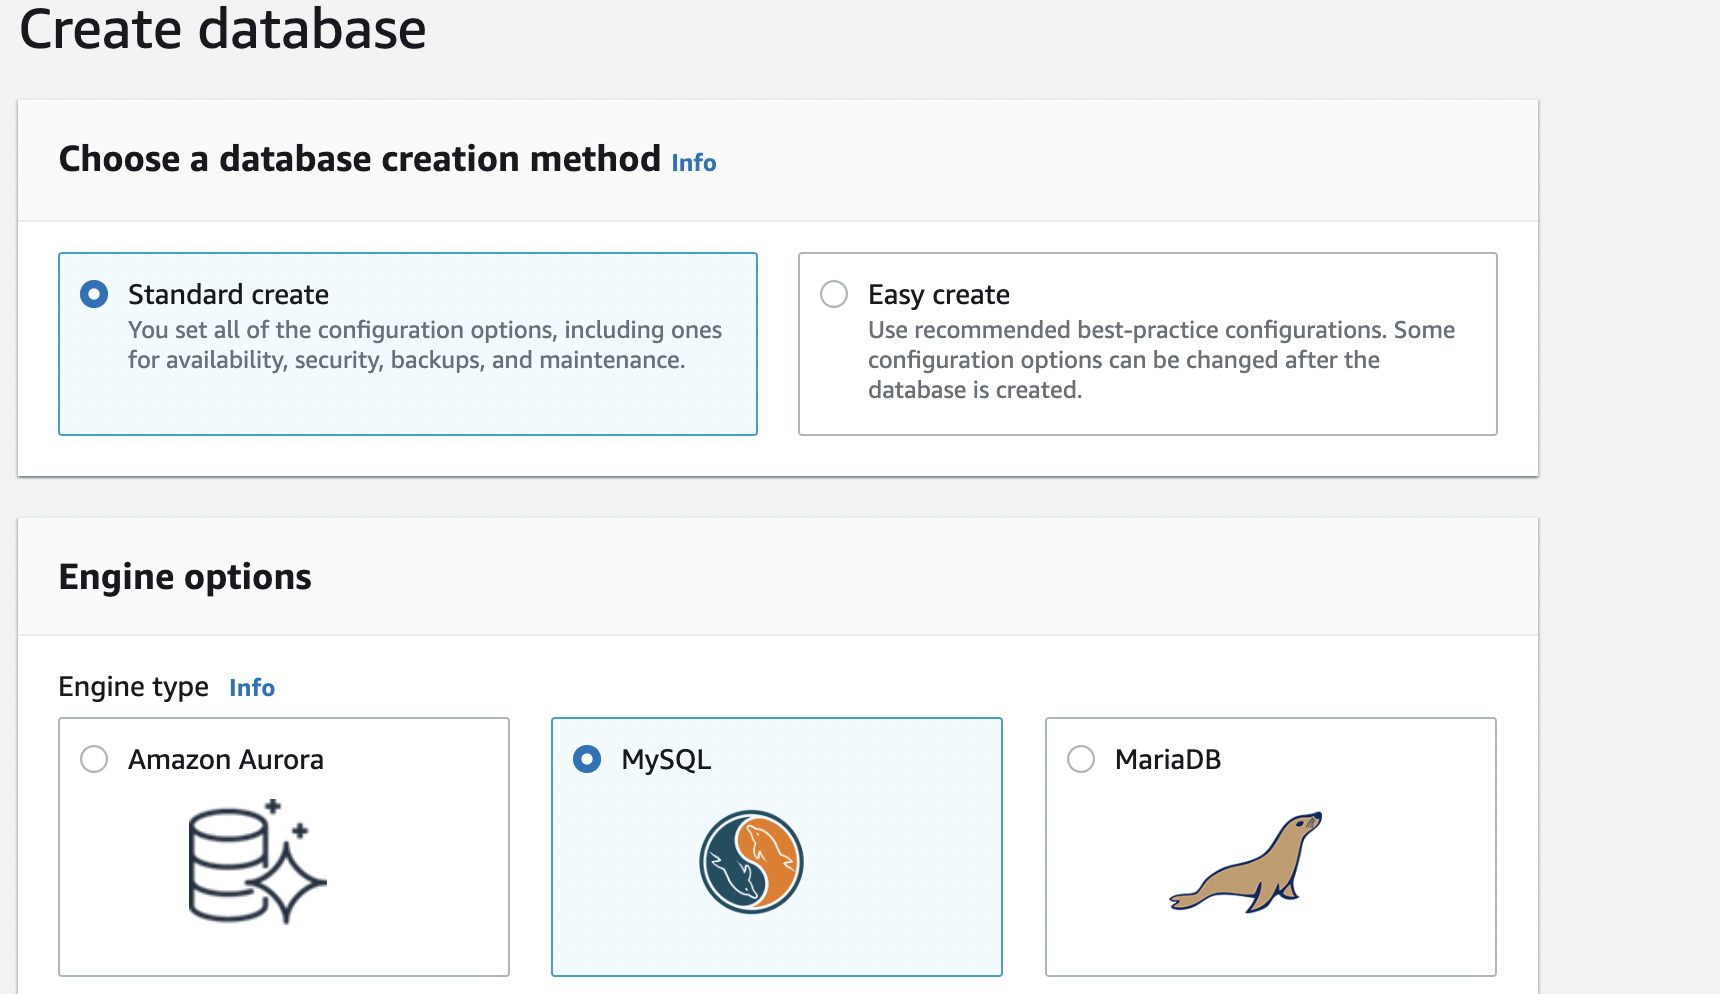 Create database
Choose a database creation method Info
Standard create
You set all of the configuration options, including ones
for availability, security, backups, and maintenance.
Easy create
Use recommended best-practice configurations. Some
configuration options can be changed after the
database is created.
Engine options
Engine type Info
Amazon Aurora
MySQL
MariaDB